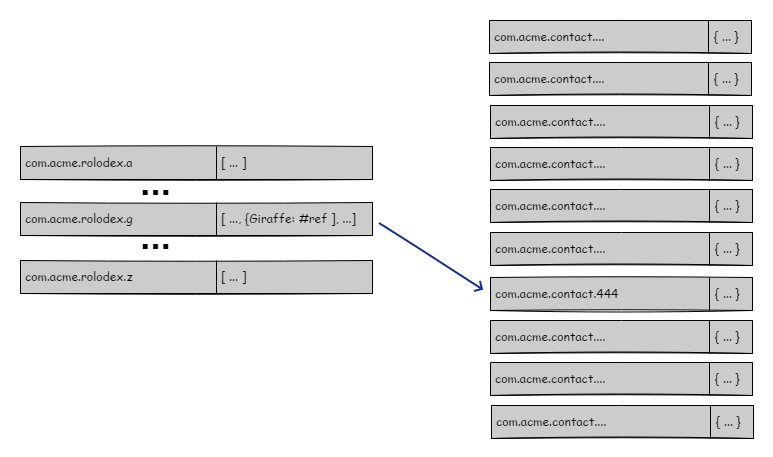 com.acme.rolodex.a [ ... ]
...
com.acme.rolodex.g [ ..., {Giraffe: #ref ], ...]
...
com.acme.rolodex.z [ ... ]
com.acme.contact.... { ... }
com.acme.contact.... { ... }
com.acme.contact.... { ... }
com.acme.contact.... { ... }
com.acme.contact.... { ... }
com.acme.contact.... { ... }
com.acme.contact.444 { ... }
com.acme.contact.... { ... }
com.acme.contact.... { ... }
com.acme.contact.... { ... }